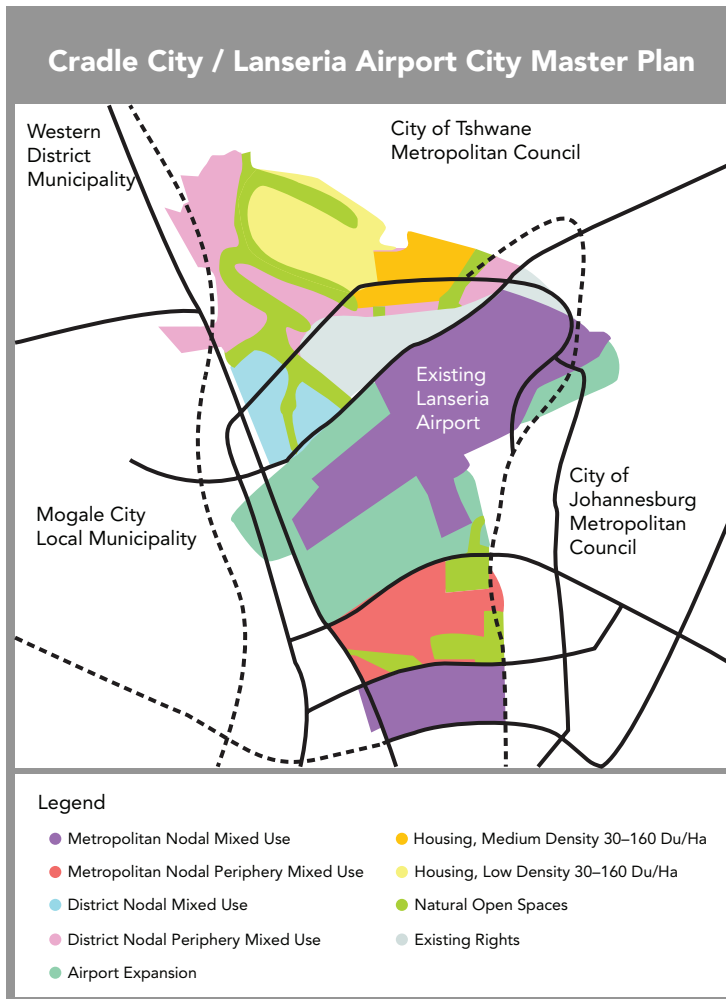 Cradle City / Lanseria Airport City Master Plan
Western
District
Municipality
City of Tshwane
Metropolitan Council
Existing
Lanseria
Airport
City of
Johannesburg
Metropolitan
Council
Mogale City
Local Municipality
Legend
Metropolitan Nodal Mixed Use
Metropolitan Nodal Periphery Mixed Use
District Nodal Mixed Use
District Nodal Periphery Mixed Use
Airport Expansion
Housing, Medium Density 30–160 Du/Ha
Housing, Low Density 30–160 Du/Ha
Natural Open Spaces
Existing Rights